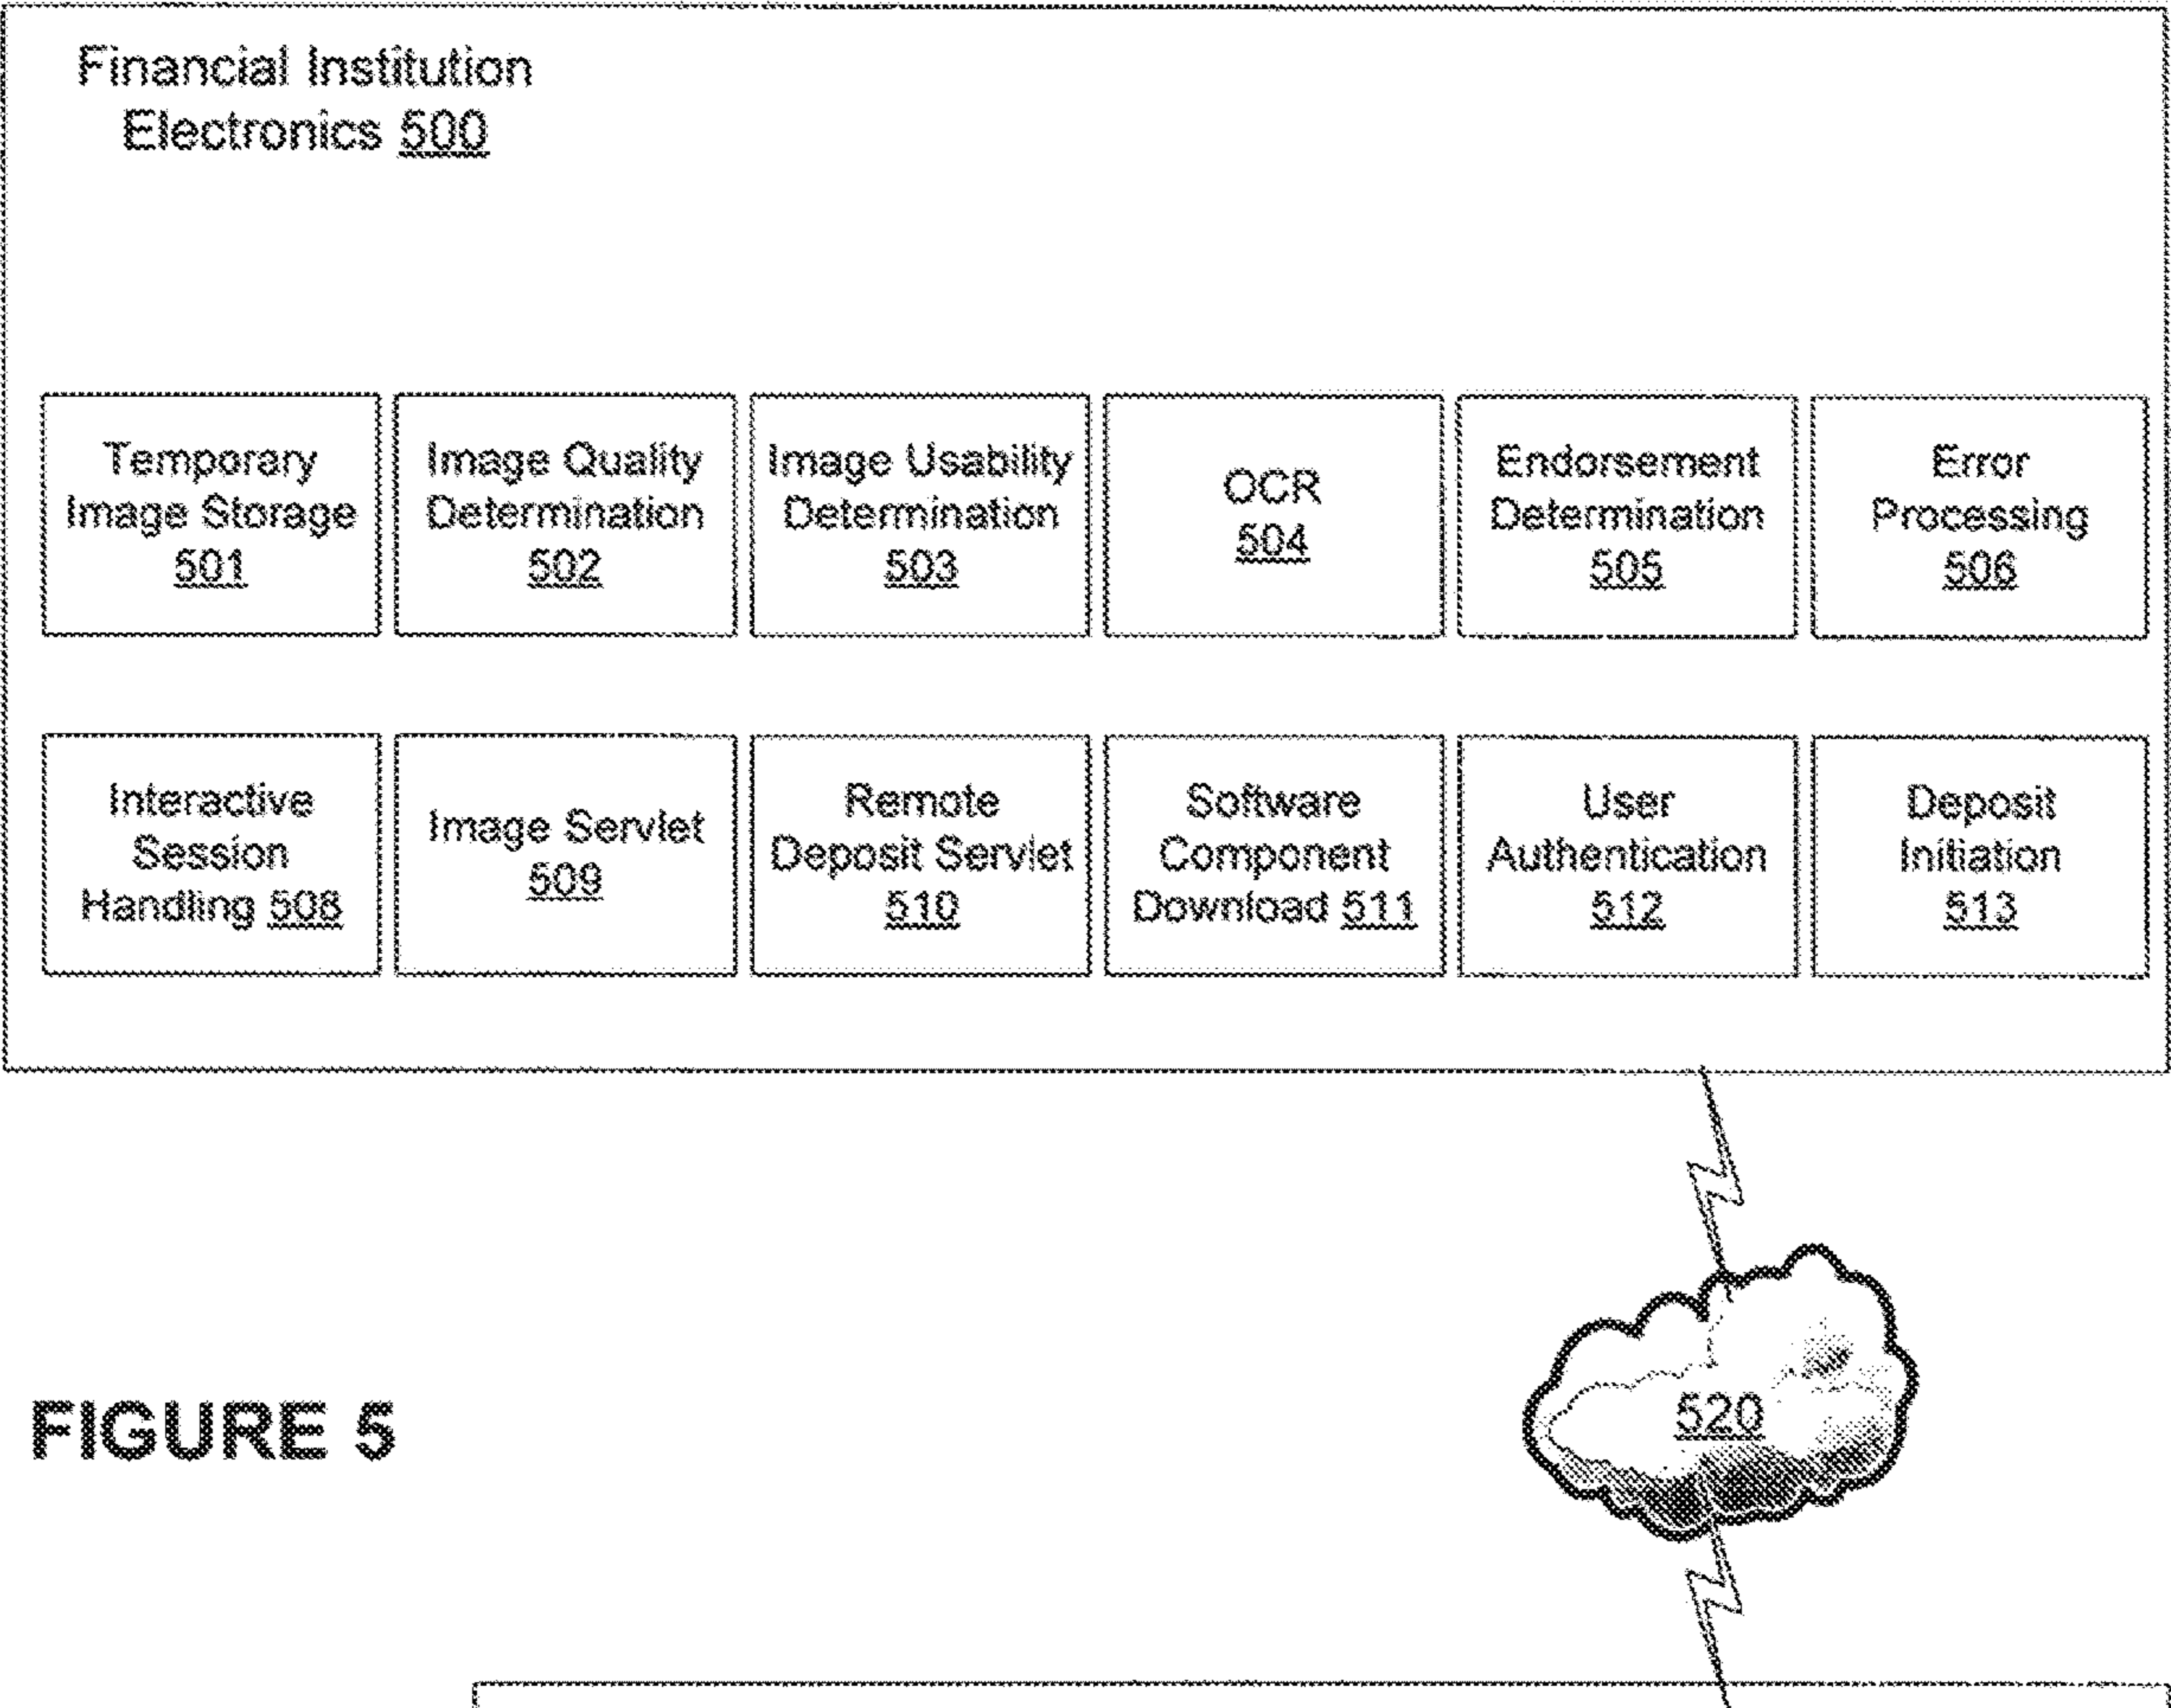 Financial Institution
Electronics 500
Temporary
Image Storage
501
Image Quality
Determination
502
Image Usability
Determination
503
OCR
504
Endorsement
Determination
505
Error
Processing
506
Interactive
Session
Handling 508
Image Servlet
509
Remote
Deposit Servlet
510
Software
Component
Download 511
User
Authentication
512
Deposit
Initiation
513
520
FIGURE 5